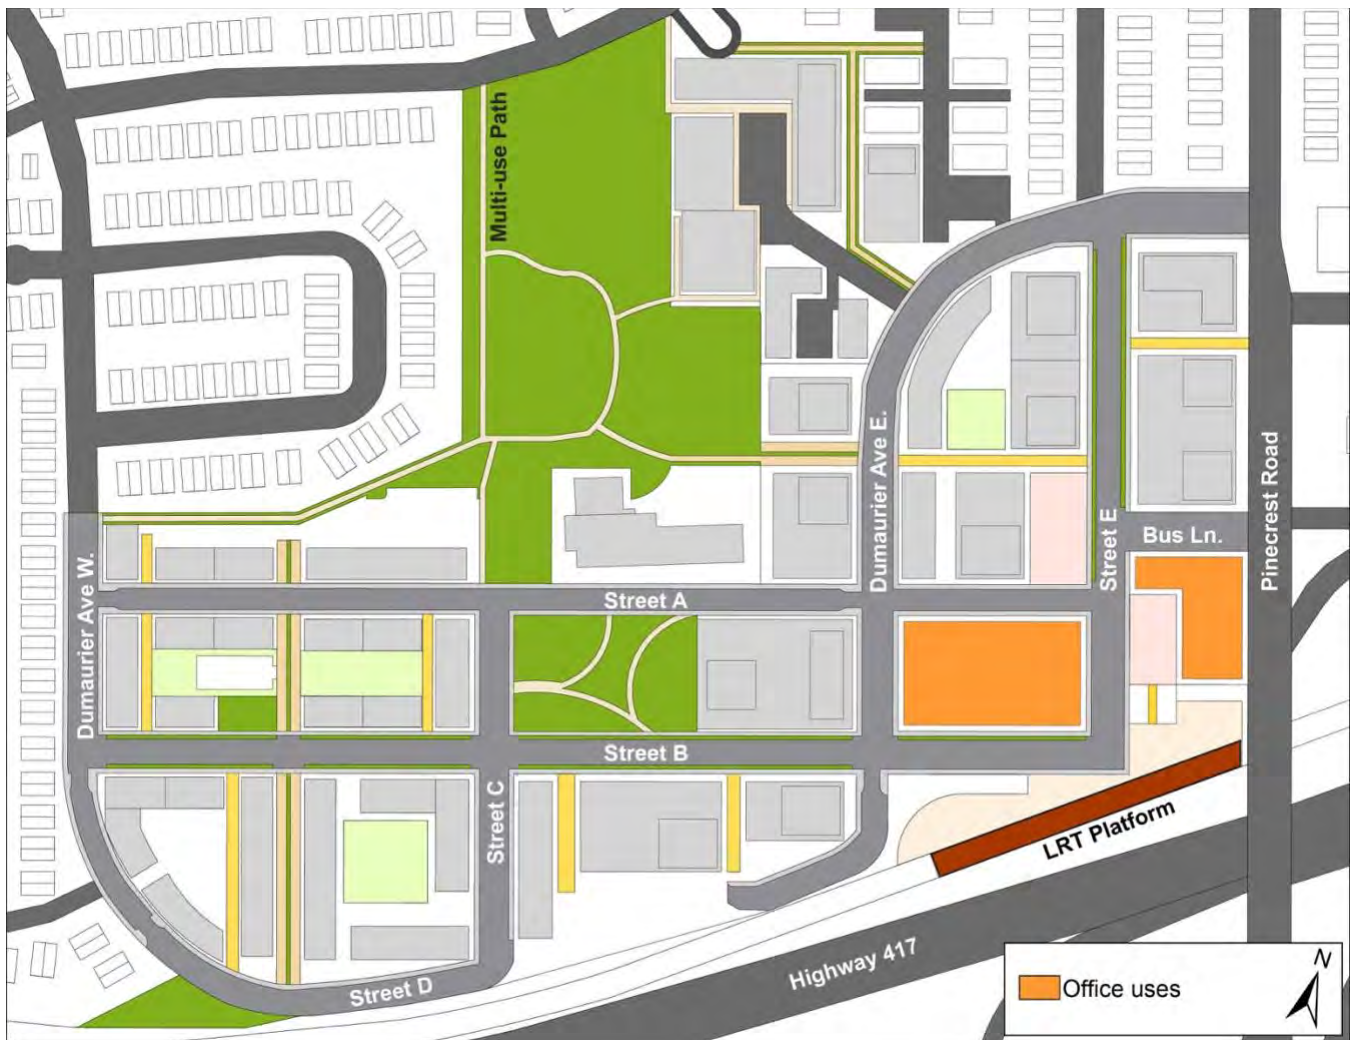 Multi-use Path
Dumaurier Ave E.
Pinecrest Road
Street E
Bus Ln.
Dumaurier Ave W.
Street A
Street B
Street C
LRT Platform
Highway 417
Street D
N
Office uses